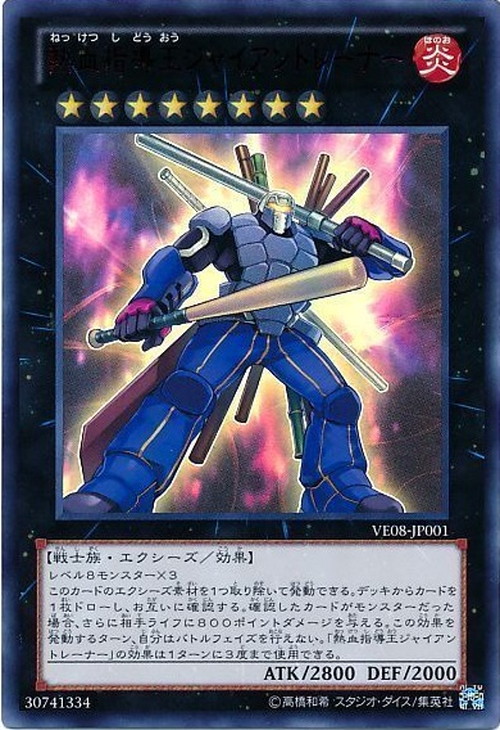 ねっけつしどうおう
熱血指導王ジャイアントレーナー
ほのお
炎
VE08-JP001
【戦士族・エクシーズ/効果】
レベル8モンスター×3
このカードのエクシーズ素材を1つ取り除いて発動できる。デッキからカードを
1枚ドローし、お互いに確認する。確認したカードがモンスターだった
場合、さらに相手ライフに800ポイントダメージを与える。この効果を
発動するターン、自分はバトルフェイズを行えない。「熱血指導王ジャイア
ントレーナー」の効果は1ターンに3度まで使用できる。
ATK/2800 DEF/2000
30741334
©高橋和希 スタジオ・ダイス/集英社